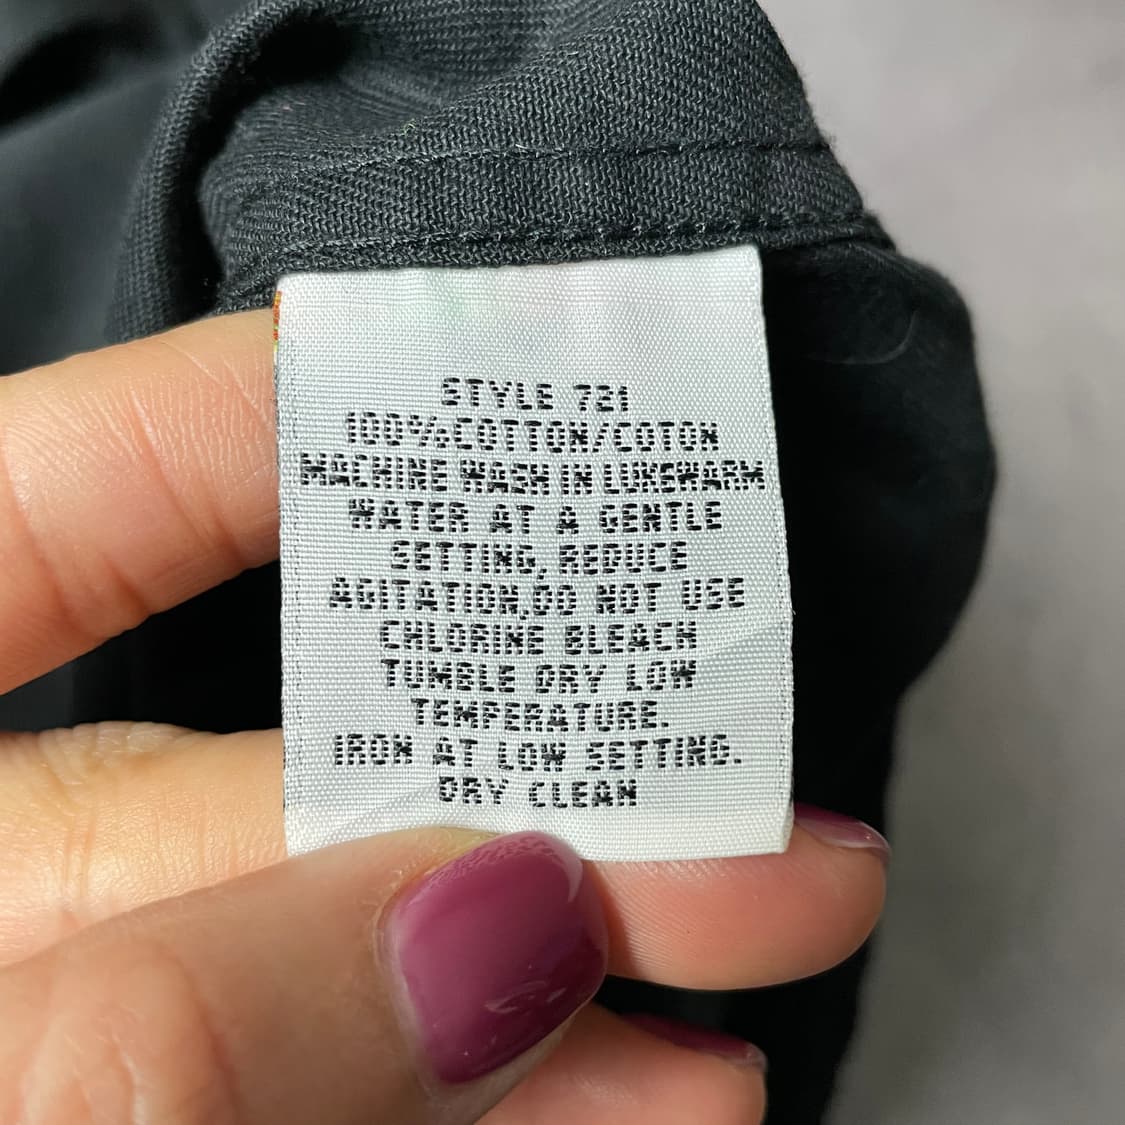 STYLE 721
100%COTTON/COTON
MACHINE WASH IN LUKEWARM
WATER AT A GENTLE
SETTING, REDUCE
AGITATION,DO NOT USE
CHLORINE BLEACH
TUMBLE DRY LOW
TEMPERATURE.
IRON AT LOW SETTING.
DRY CLEAN